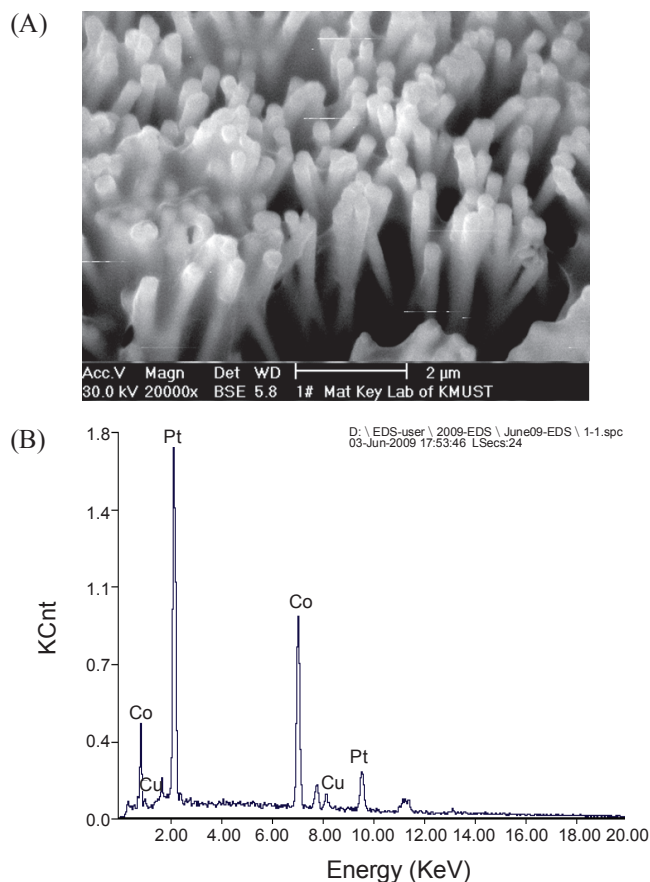 (A)
Acc.V Magn Det WD 2 µm
30.0 kV 20000x BSE 5.8 1# Mat Key Lab of KMUST
(B)
D: \ EDS-user \ 2009-EDS \ June09-EDS \ 1-1.spc
03-Jun-2009 17:53:46 LSecs:24
1.8
Pt
1.4
1.1
Co
0.7
Co
0.4
Cu
Cu
Pt
0.0
2.00 4.00 6.00 8.00 10.00 12.00 14.00 16.00 18.00 20.00
KCnt
Energy (KeV)